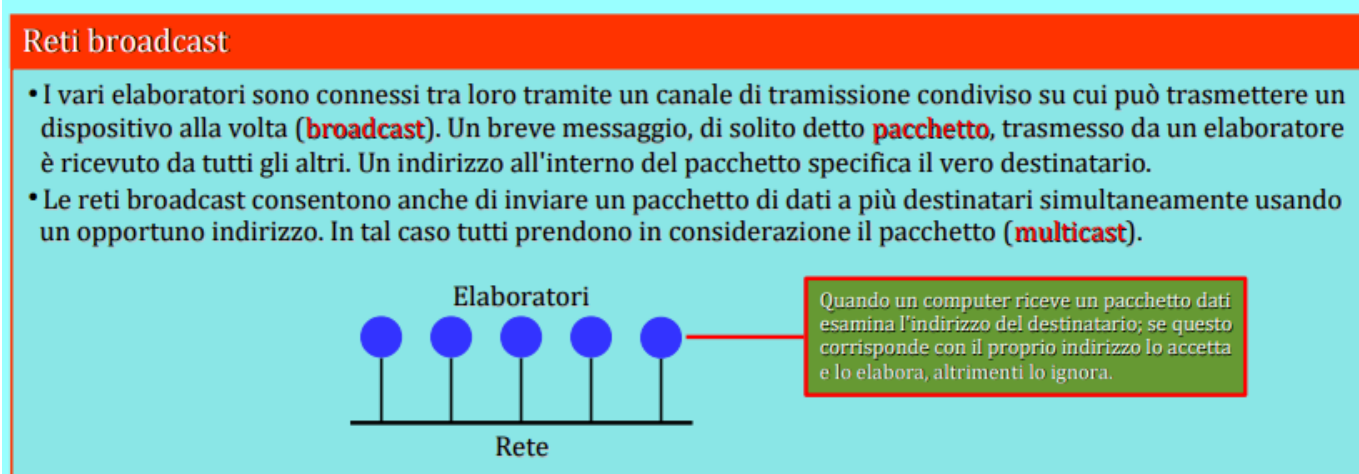 Reti broadcast
• I vari elaboratori sono connessi tra loro tramite un canale di tramissione condiviso su cui può trasmettere un
dispositivo alla volta (broadcast). Un breve messaggio, di solito detto pacchetto, trasmesso da un elaboratore
è ricevuto da tutti gli altri. Un indirizzo all'interno del pacchetto specifica il vero destinatario.
• Le reti broadcast consentono anche di inviare un pacchetto di dati a più destinatari simultaneamente usando
un opportuno indirizzo. In tal caso tutti prendono in considerazione il pacchetto (multicast).
Elaboratori
Quando un computer riceve un pacchetto dati
esamina l'indirizzo del destinatario; se questo
corrisponde con il proprio indirizzo lo accetta
e lo elabora, altrimenti lo ignora.
Rete